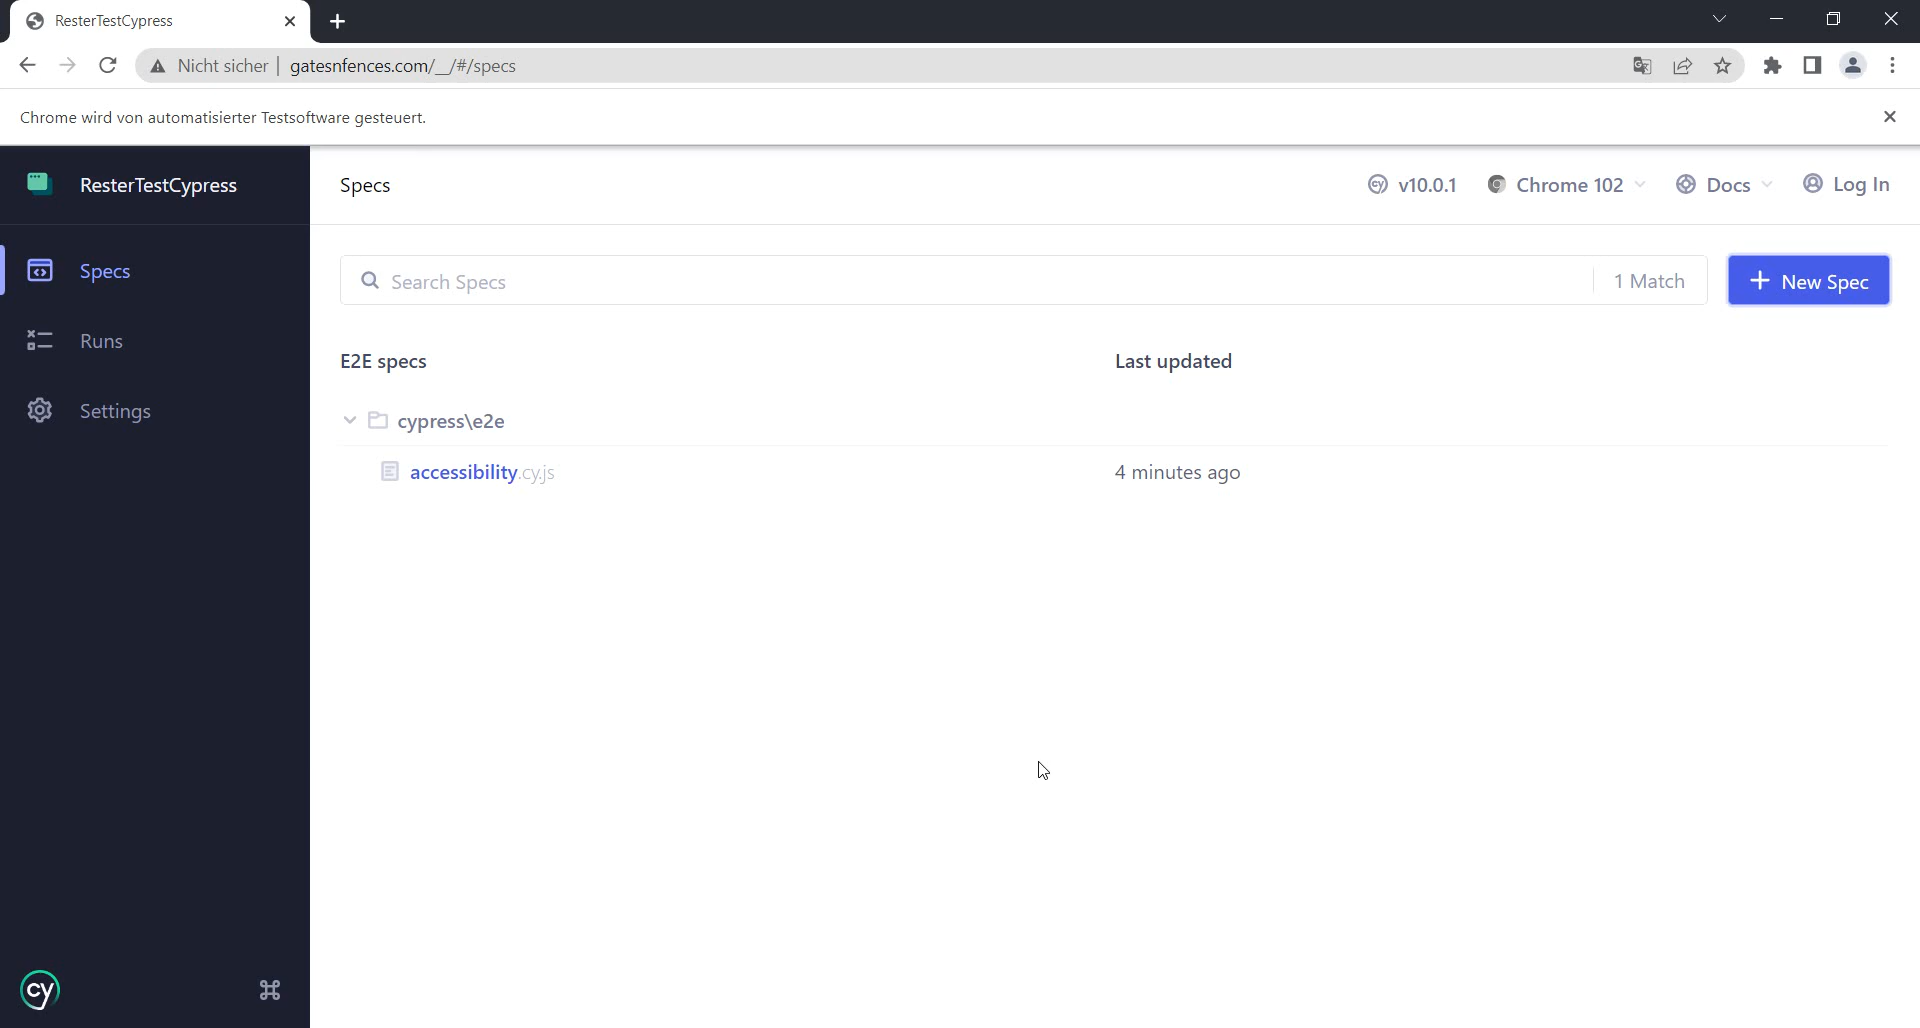 ResterTestCypress
Nicht sicher | gatesnfences.com/__/#/specs
Chrome wird von automatisierter Testsoftware gesteuert.
ResterTestCypress
Specs
cy v10.0.1
Chrome 102
Docs
Log In
Specs
Runs
Settings
Search Specs
1 Match
+ New Spec
E2E specs
Last updated
cypress\e2e
accessibility.cy.js
4 minutes ago
cy
⌘